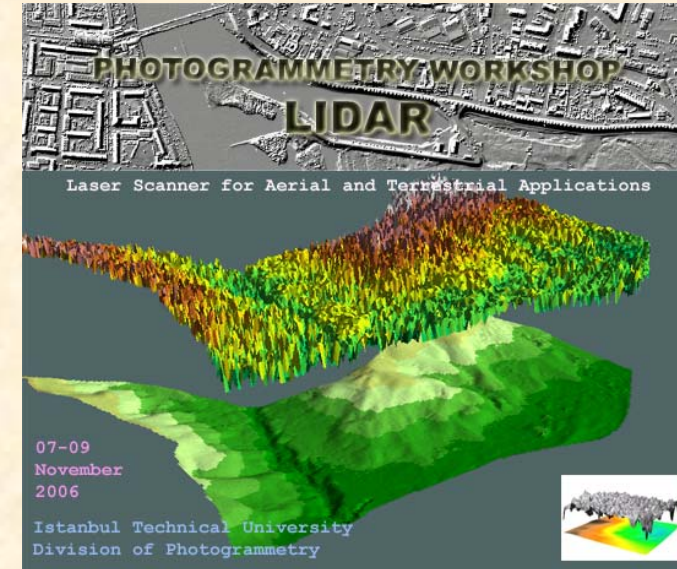 PHOTOGRAMMETRY WORKSHOP
LIDAR
Laser Scanner for Aerial and Terrestrial Applications
07-09
November
2006
Istanbul Technical University
Division of Photogrammetry